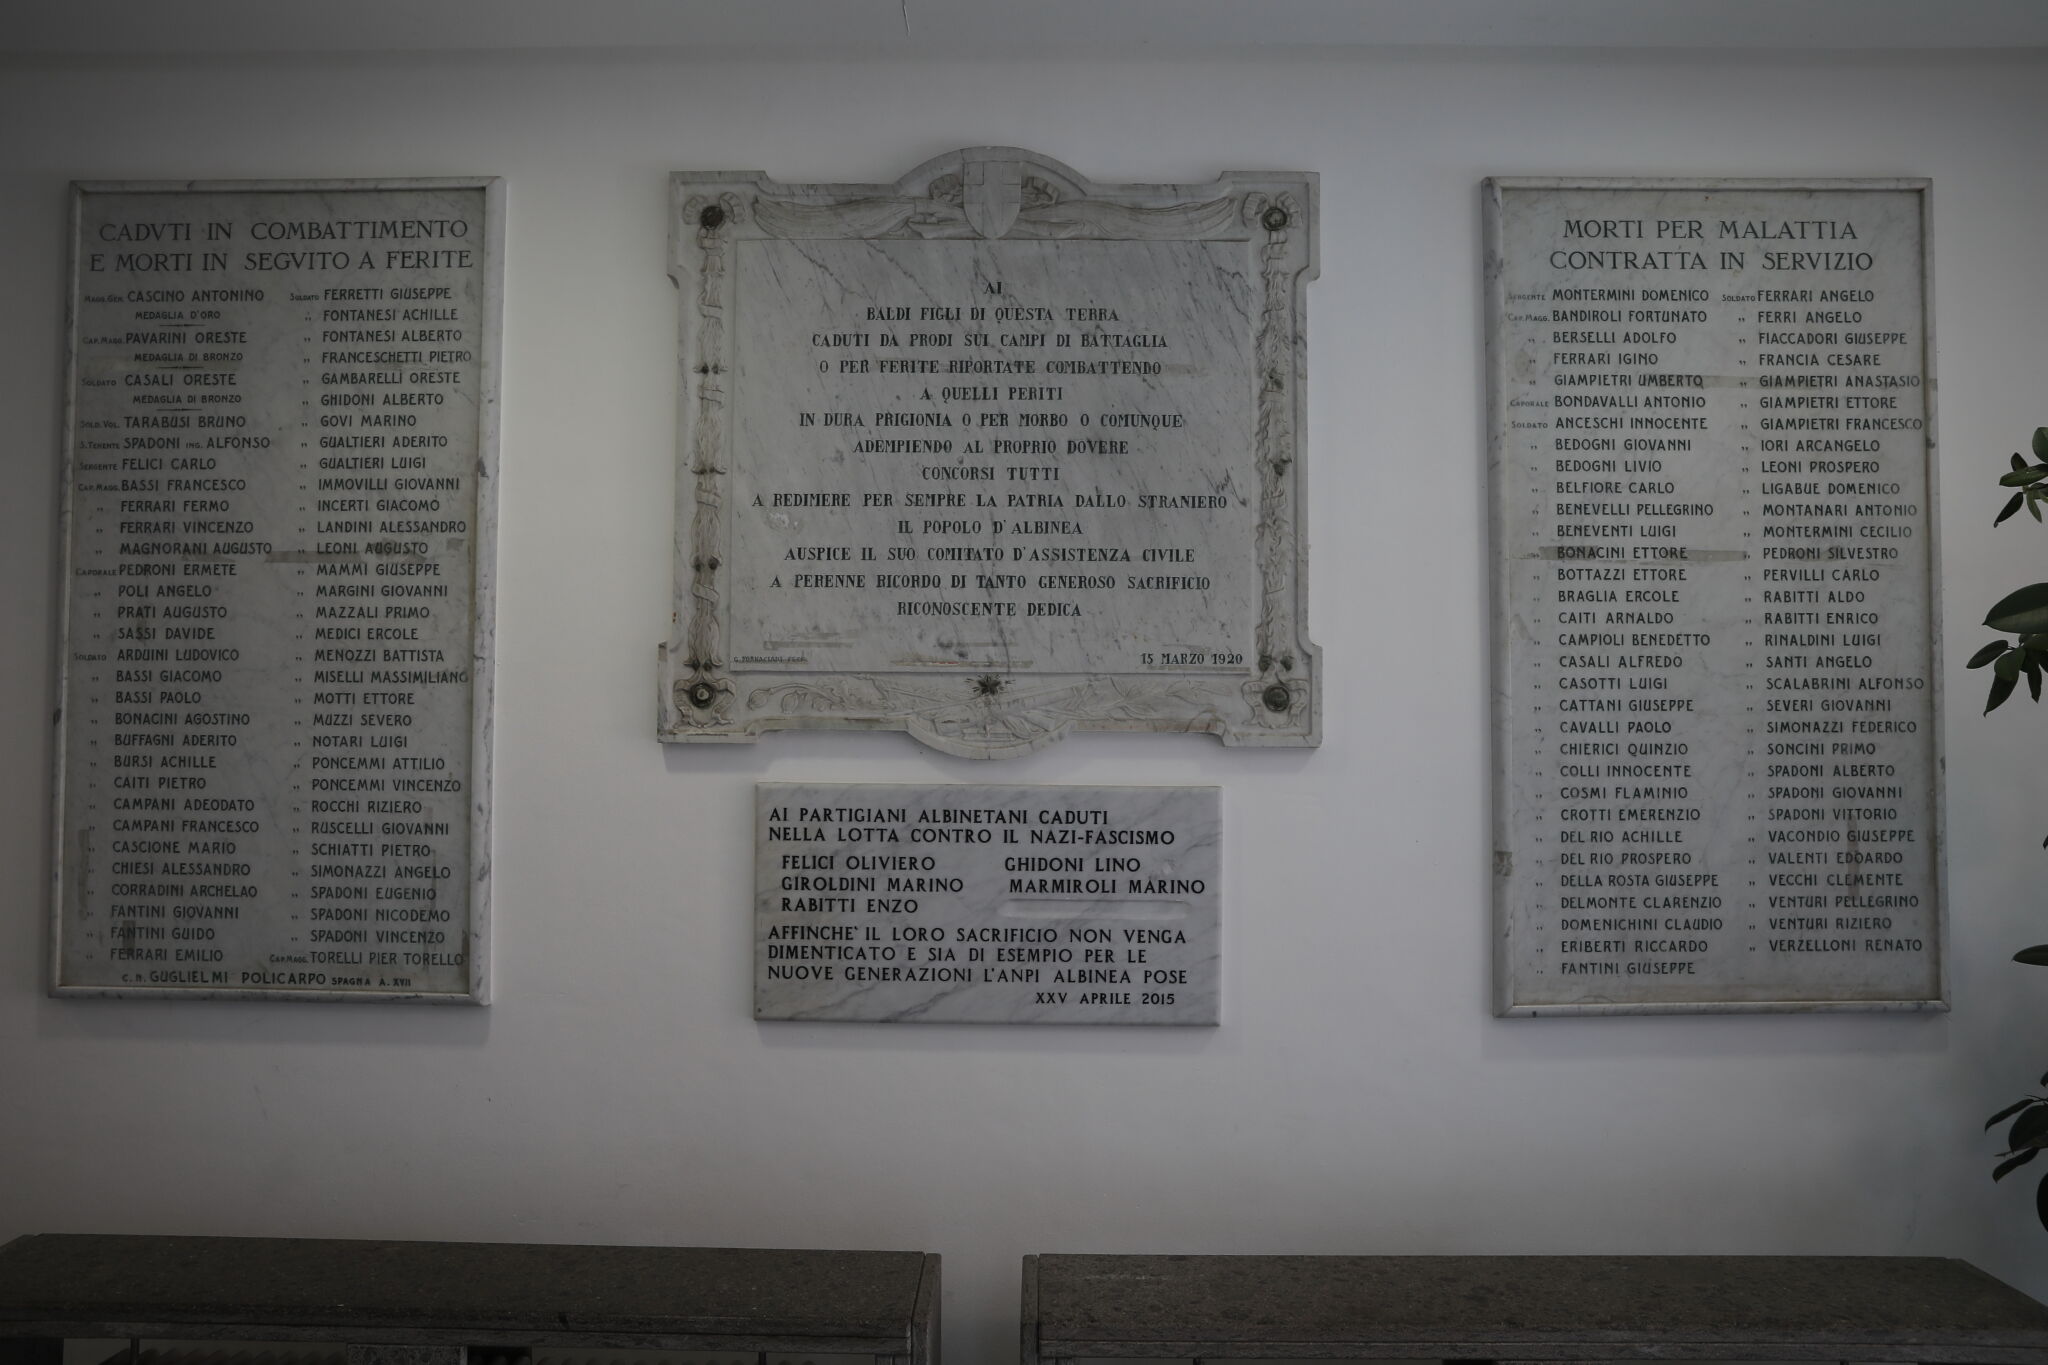 CADVTI IN COMBATTIMENTO
E MORTI IN SEGVITO A FERITE
MAGG. GEN. CASCINO ANTONINO
MEDAGLIA D'ORO
CAP. MAGG. PAVARINI ORESTE
MEDAGLIA DI BRONZO
SOLDATO CASALI ORESTE
MEDAGLIA DI BRONZO
SOLD. VOL. TARABUSI BRUNO
S. TENENTE SPADONI ING. ALFONSO
SERGENTE FELICI CARLO
CAP. MAGG. BASSI FRANCESCO
,, FERRARI FERMO
,, FERRARI VINCENZO
,, MAGNORANI AUGUSTO
CAPORALE PEDRONI ERMETE
,, POLI ANGELO
,, PRATI AUGUSTO
,, SASSI DAVIDE
SOLDATO ARDUINI LUDOVICO
,, BASSI GIACOMO
,, BASSI PAOLO
,, BONACINI AGOSTINO
,, BUFFAGNI ADERITO
,, BURSI ACHILLE
,, CAITI PIETRO
,, CAMPANI ADEODATO
,, CAMPANI FRANCESCO
,, CASCIONE MARIO
,, CHIESI ALESSANDRO
,, CORRADINI ARCHELAO
,, FANTINI GIOVANNI
,, FANTINI GUIDO
,, FERRARI EMILIO
SOLDATO FERRETTI GIUSEPPE
,, FONTANESI ACHILLE
,, FONTANESI ALBERTO
,, FRANCESCHETTI PIETRO
,, GAMBARELLI ORESTE
,, GHIDONI ALBERTO
,, GOVI MARINO
,, GUALTIERI ADERITO
,, GUALTIERI LUIGI
,, IMMOVILLI GIOVANNI
,, INCERTI GIACOMO
,, LANDINI ALESSANDRO
,, LEONI AUGUSTO
,, MAMMI GIUSEPPE
,, MARGINI GIOVANNI
,, MAZZALI PRIMO
,, MEDICI ERCOLE
,, MENOZZI BATTISTA
,, MISELLI MASSIMILIANO
,, MOTTI ETTORE
,, MUZZI SEVERO
,, NOTARI LUIGI
,, PONCEMMI ATTILIO
,, PONCEMMI VINCENZO
,, ROCCHI RIZIERO
,, RUSCELLI GIOVANNI
,, SCHIATTI PIETRO
,, SIMONAZZI ANGELO
,, SPADONI EUGENIO
,, SPADONI NICODEMO
,, SPADONI VINCENZO
CAP. MAGG. TORELLI PIER TORELLO
C. N. GUGLIELMI POLICARPO SPAGNA A. XVII
AI
BALDI FIGLI DI QUESTA TERRA
CADUTI DA PRODI SUI CAMPI DI BATTAGLIA
O PER FERITE RIPORTATE COMBATTENDO
A QUELLI PERITI
IN DURA PRIGIONIA O PER MORBO O COMUNQUE
ADEMPIENDO AL PROPRIO DOVERE
CONCORSI TUTTI
A REDIMERE PER SEMPRE LA PATRIA DALLO STRANIERO
IL POPOLO D'ALBINEA
AUSPICE IL SUO COMITATO D'ASSISTENZA CIVILE
A PERENNE RICORDO DI TANTO GENEROSO SACRIFICIO
RICONOSCENTE DEDICA
G. FORNACIARI FECE
15 MARZO 1920
AI PARTIGIANI ALBINETANI CADUTI
NELLA LOTTA CONTRO IL NAZI-FASCISMO
FELICI OLIVIERO GHIDONI LINO
GIROLDINI MARINO MARMIROLI MARINO
RABITTI ENZO
AFFINCHE' IL LORO SACRIFICIO NON VENGA
DIMENTICATO E SIA DI ESEMPIO PER LE
NUOVE GENERAZIONI L'ANPI ALBINEA POSE
XXV APRILE 2015
MORTI PER MALATTIA
CONTRATTA IN SERVIZIO
SERGENTE MONTERMINI DOMENICO
CAP. MAGG. BANDIROLI FORTUNATO
,, BERSELLI ADOLFO
,, FERRARI IGINO
,, GIAMPIETRI UMBERTO
CAPORALE BONDAVALLI ANTONIO
SOLDATO ANCESCHI INNOCENTE
,, BEDOGNI GIOVANNI
,, BEDOGNI LIVIO
,, BELFIORE CARLO
,, BENEVELLI PELLEGRINO
,, BENEVENTI LUIGI
,, BONACINI ETTORE
,, BOTTAZZI ETTORE
,, BRAGLIA ERCOLE
,, CAITI ARNALDO
,, CAMPIOLI BENEDETTO
,, CASALI ALFREDO
,, CASOTTI LUIGI
,, CATTANI GIUSEPPE
,, CAVALLI PAOLO
,, CHIERICI QUINZIO
,, COLLI INNOCENTE
,, COSMI FLAMINIO
,, CROTTI EMERENZIO
,, DEL RIO ACHILLE
,, DEL RIO PROSPERO
,, DELLA ROSTA GIUSEPPE
,, DELMONTE CLARENZIO
,, DOMENICHINI CLAUDIO
,, ERIBERTI RICCARDO
,, FANTINI GIUSEPPE
SOLDATO FERRARI ANGELO
,, FERRI ANGELO
,, FIACCADORI GIUSEPPE
,, FRANCIA CESARE
,, GIAMPIETRI ANASTASIO
,, GIAMPIETRI ETTORE
,, GIAMPIETRI FRANCESCO
,, IORI ARCANGELO
,, LEONI PROSPERO
,, LIGABUE DOMENICO
,, MONTANARI ANTONIO
,, MONTERMINI CECILIO
,, PEDRONI SILVESTRO
,, PERVILLI CARLO
,, RABITTI ALDO
,, RABITTI ENRICO
,, RINALDINI LUIGI
,, SANTI ANGELO
,, SCALABRINI ALFONSO
,, SEVERI GIOVANNI
,, SIMONAZZI FEDERICO
,, SONCINI PRIMO
,, SPADONI ALBERTO
,, SPADONI GIOVANNI
,, SPADONI VITTORIO
,, VACONDIO GIUSEPPE
,, VALENTI EDOARDO
,, VECCHI CLEMENTE
,, VENTURI PELLEGRINO
,, VENTURI RIZIERO
,, VERZELLONI RENATO